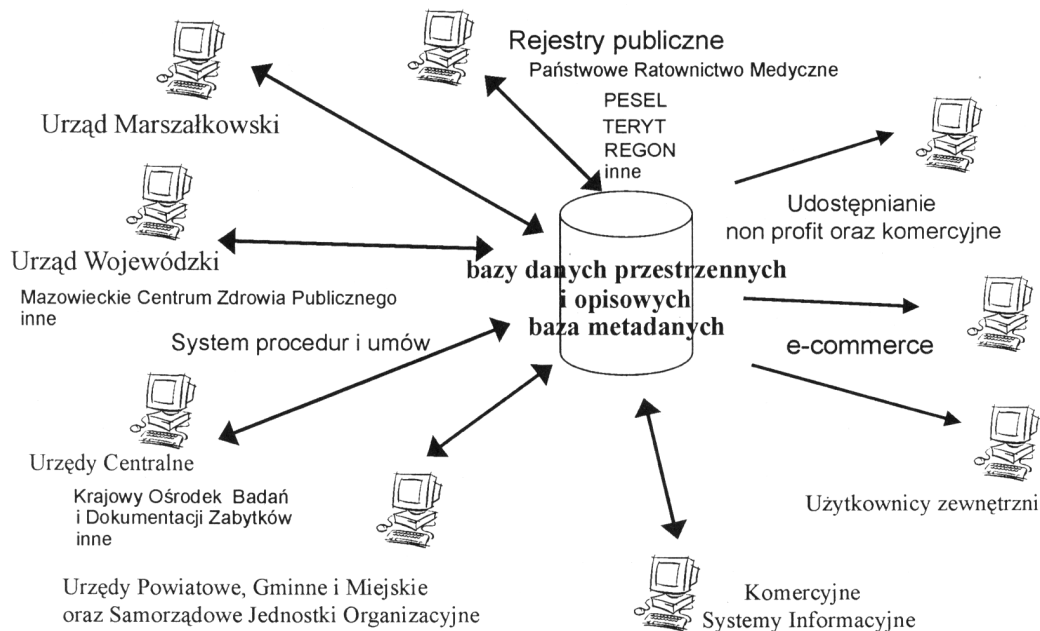 Rejestry publiczne
Państwowe Ratownictwo Medyczne
PESEL
TERYT
REGON
inne
Urząd Marszałkowski
Urząd Wojewódzki
Mazowieckie Centrum Zdrowia Publicznego
inne
System procedur i umów
Urzędy Centralne
Krajowy Ośrodek Badań
i Dokumentacji Zabytków
inne
Urzędy Powiatowe, Gminne i Miejskie
oraz Samorządowe Jednostki Organizacyjne
bazy danych przestrzennych
i opisowych
baza metadanych
Udostępnianie
non profit oraz komercyjne
e-commerce
Użytkownicy zewnętrzni
Komercyjne
Systemy Informacyjne